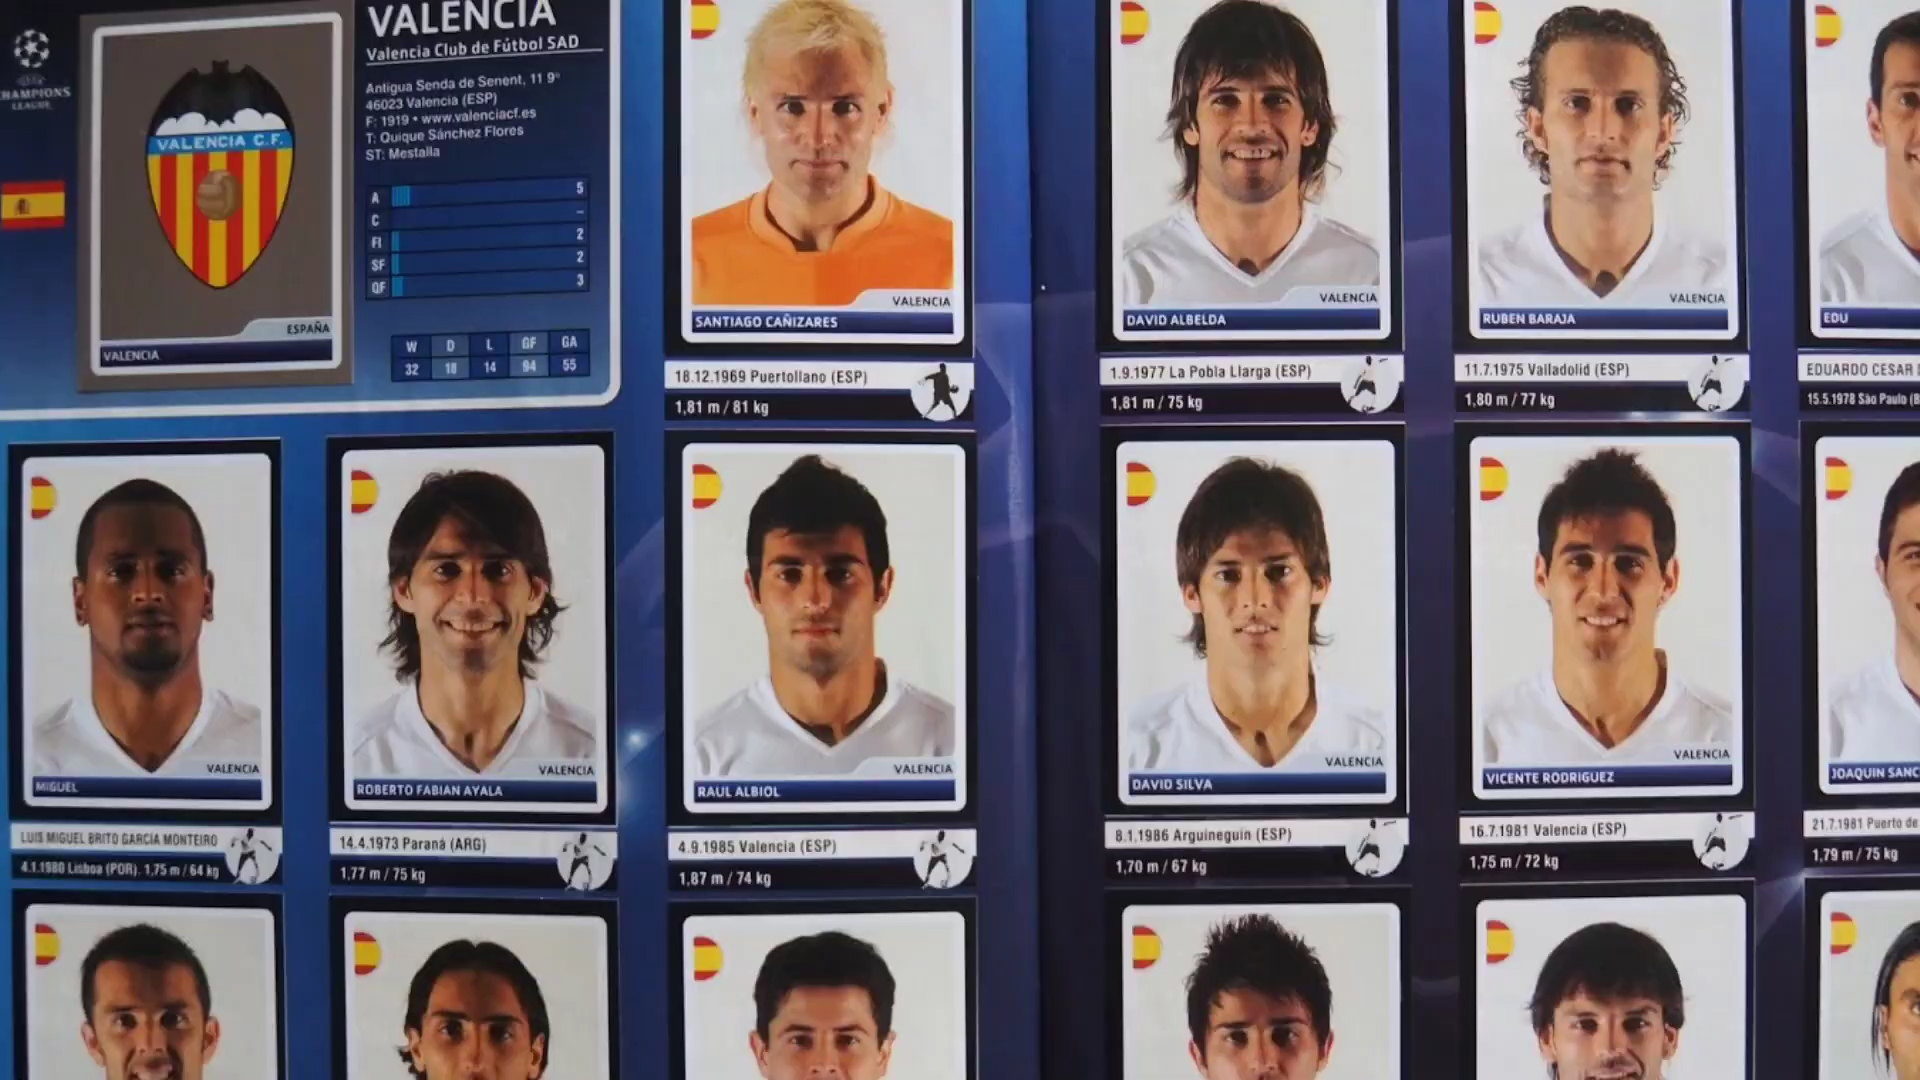 UEFA
CHAMPIONS
LEAGUE
VALENCIA C.F.
ESPAÑA
VALENCIA
VALENCIA
Valencia Club de Fútbol SAD
Antigua Senda de Senent, 11 9º
46023 Valencia (ESP)
F: 1919 • www.valenciacf.es
T: Quique Sánchez Flores
ST: Mestalla
A 5
C –
FI 2
SF 2
QF 3
W D L GF GA
32 18 14 94 55
VALENCIA
SANTIAGO CAÑIZARES
18.12.1969 Puertollano (ESP)
1,81 m / 81 kg
VALENCIA
DAVID ALBELDA
1.9.1977 La Pobla Llarga (ESP)
1,81 m / 75 kg
VALENCIA
RUBEN BARAJA
11.7.1975 Valladolid (ESP)
1,80 m / 77 kg
EDU
EDUARDO CESAR
15.5.1978 São Paulo (B
VALENCIA
MIGUEL
LUIS MIGUEL BRITO GARCIA MONTEIRO
4.1.1980 Lisboa (POR). 1,75 m / 64 kg
VALENCIA
ROBERTO FABIAN AYALA
14.4.1973 Paraná (ARG)
1,77 m / 75 kg
VALENCIA
RAUL ALBIOL
4.9.1985 Valencia (ESP)
1,87 m / 74 kg
VALENCIA
DAVID SILVA
8.1.1986 Arguineguin (ESP)
1,70 m / 67 kg
VALENCIA
VICENTE RODRIGUEZ
16.7.1981 Valencia (ESP)
1,75 m / 72 kg
JOAQUIN SANC
21.7.1981 Puerto de
1,79 m / 75 kg